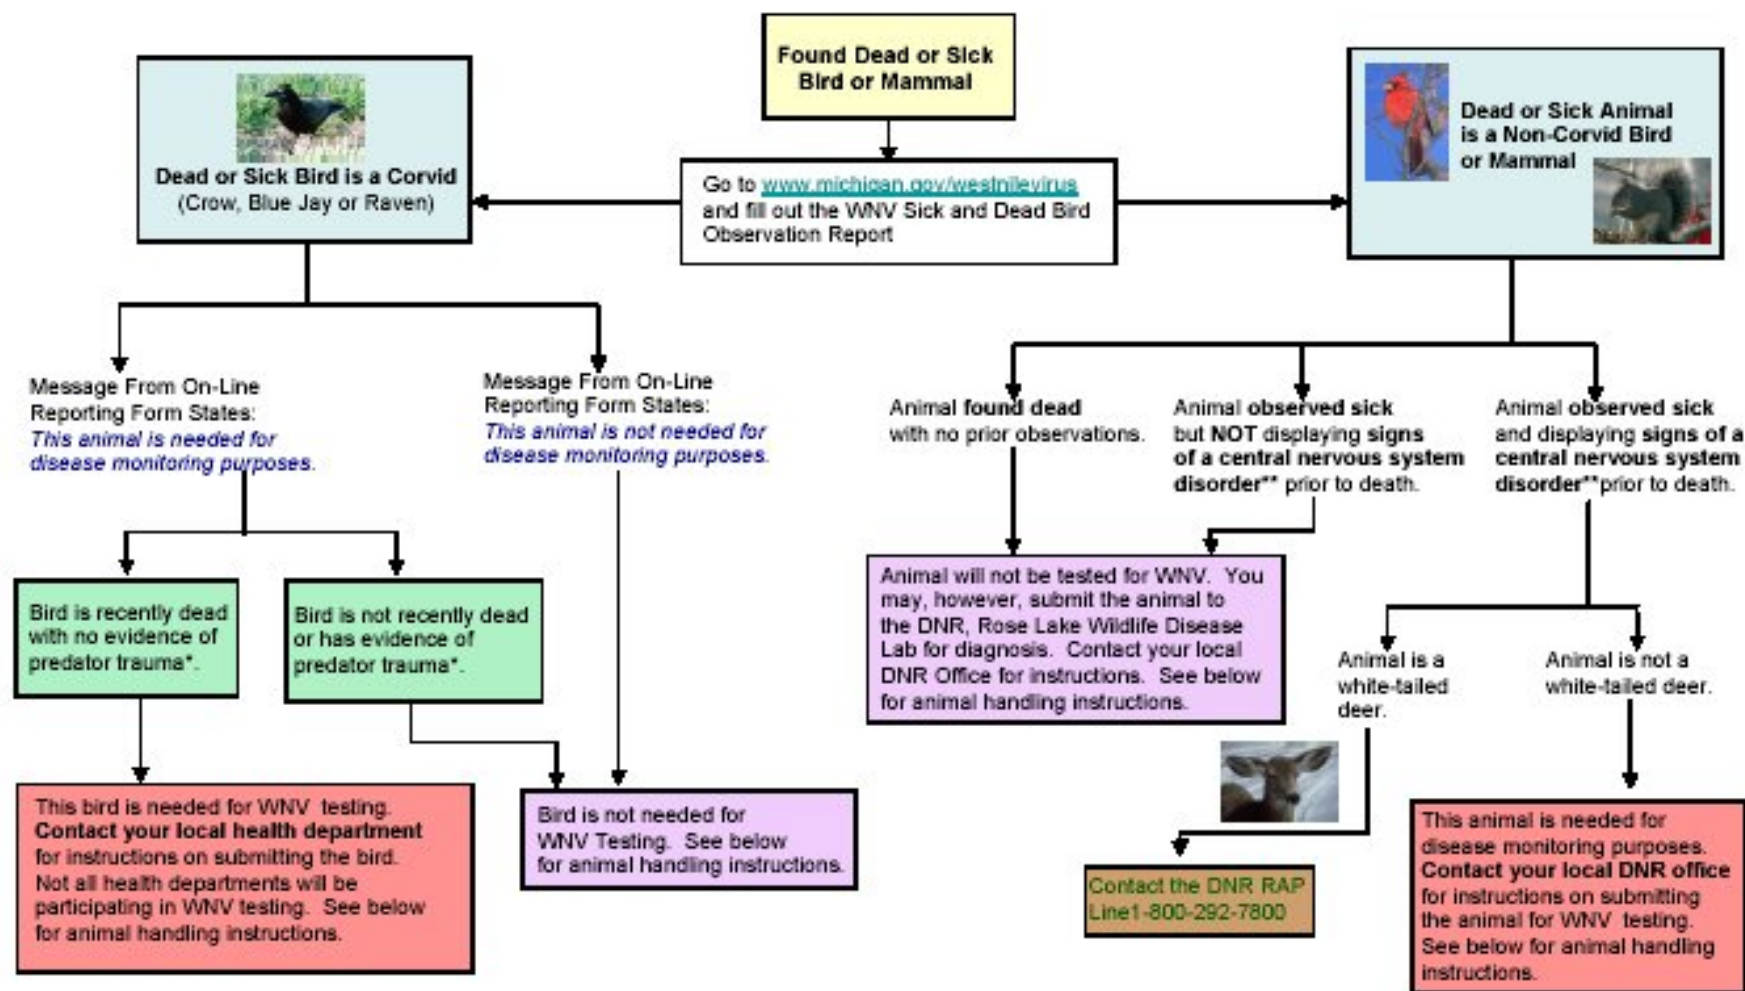 Found Dead or Sick
Bird or Mammal
Go to www.michigan.gov/westnilevirus
and fill out the WNV Sick and Dead Bird
Observation Report
Dead or Sick Bird is a Corvid
(Crow, Blue Jay or Raven)
Dead or Sick Animal
is a Non-Corvid Bird
or Mammal
Message From On-Line
Reporting Form States:
This animal is needed for
disease monitoring purposes.
Message From On-Line
Reporting Form States:
This animal is not needed for
disease monitoring purposes.
Animal found dead
with no prior observations.
Animal observed sick
but NOT displaying signs
of a central nervous system
disorder** prior to death.
Animal observed sick
and displaying signs of a
central nervous system
disorder**prior to death.
Bird is recently dead
with no evidence of
predator trauma*.
Bird is not recently dead
or has evidence of
predator trauma*.
Animal will not be tested for WNV. You
may, however, submit the animal to
the DNR, Rose Lake Wildlife Disease
Lab for diagnosis. Contact your local
DNR Office for instructions. See below
for animal handling instructions.
Animal is a
white-tailed
deer.
Animal is not a
white-tailed deer.
This bird is needed for WNV testing.
Contact your local health department
for instructions on submitting the bird.
Not all health departments will be
participating in WNV testing. See below
for animal handling instructions.
Bird is not needed for
WNV Testing. See below
for animal handling instructions.
Contact the DNR RAP
Line1-800-292-7800
This animal is needed for
disease monitoring purposes.
Contact your local DNR office
for instructions on submitting
the animal for WNV testing.
See below for animal handling
instructions.